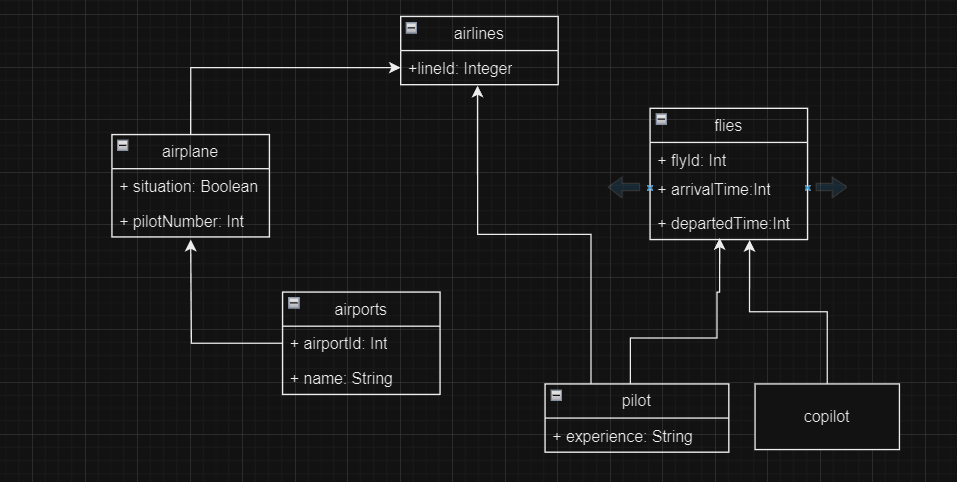 airlines
+lineId: Integer
flies
+ flyId: Int
+ arrivalTime:Int
+ departedTime:Int
airplane
+ situation: Boolean
+ pilotNumber: Int
airports
+ airportId: Int
+ name: String
pilot
+ experience: String
copilot